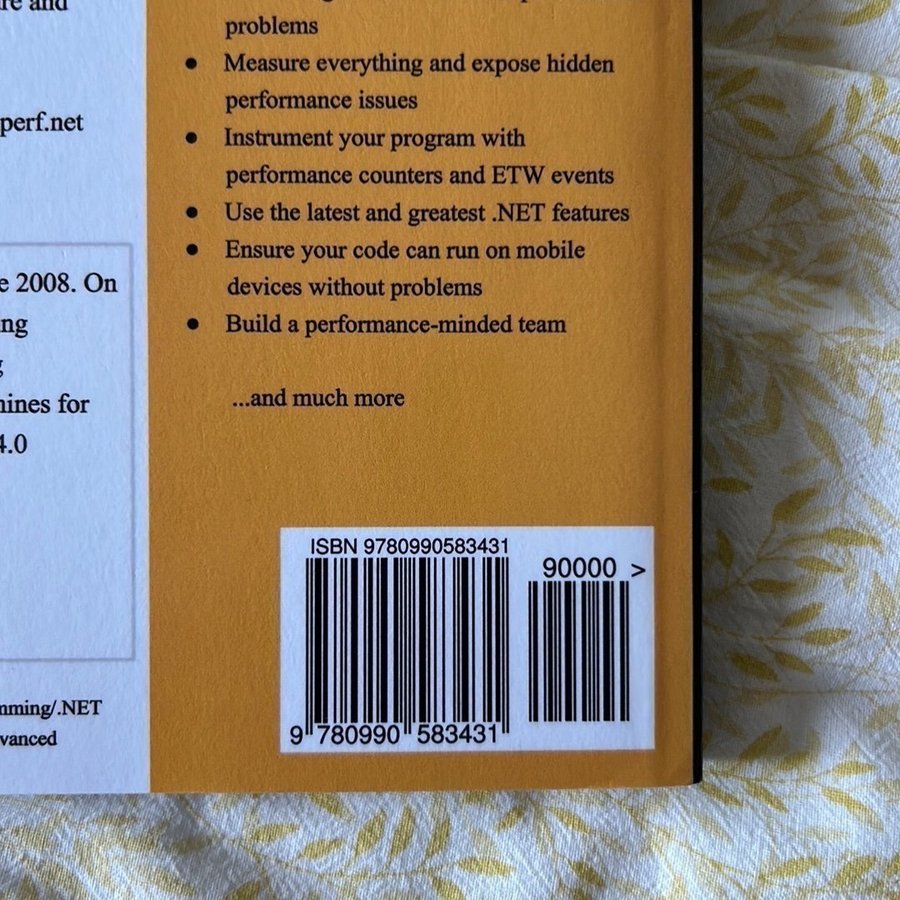 re and
perf.net
e 2008. On
ng
g
nines for
4.0
mming/.NET
vanced
problems
● Measure everything and expose hidden
performance issues
● Instrument your program with
performance counters and ETW events
● Use the latest and greatest .NET features
● Ensure your code can run on mobile
devices without problems
● Build a performance-minded team
...and much more
ISBN 9780990583431
90000 >
9 780990 583431